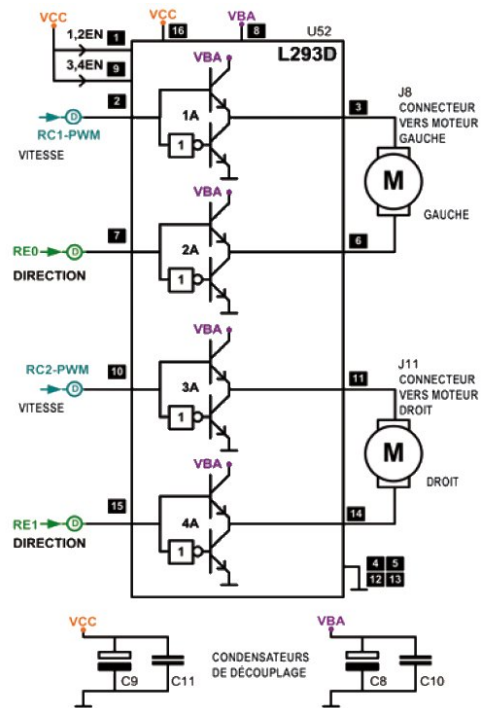 VCC
VCC
16
VBA
8
U52
1,2EN
1
L293D
3,4EN
9
VBA
2
3
J8
CONNECTEUR
VERS MOTEUR
GAUCHE
D
1A
RC1-PWM
1
VITESSE
M
VBA
GAUCHE
7
6
RE0
D
2A
DIRECTION
1
RC2-PWM
VBA
10
11
J11
CONNECTEUR
VERS MOTEUR
DROIT
D
3A
VITESSE
1
M
VBA
DROIT
15
14
RE1
D
4A
DIRECTION
1
4 5
12 13
VCC
VBA
CONDENSATEURS
DE DÉCOUPLAGE
C9
C11
C8
C10